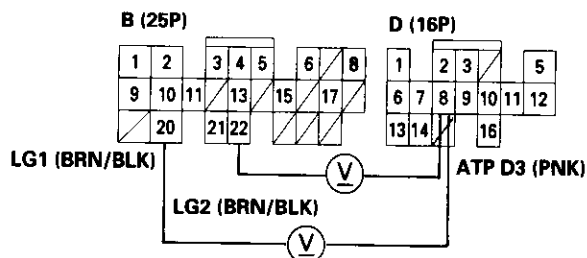 B (25P)
D (16P)
1 2 3 4 5 6 8
9 10 11 13 15 17
20 21 22
1 2 3 5
6 7 8 9 10 11 12
13 14 16
LG1 (BRN/BLK)
V
ATP D3 (PNK)
LG2 (BRN/BLK)
V